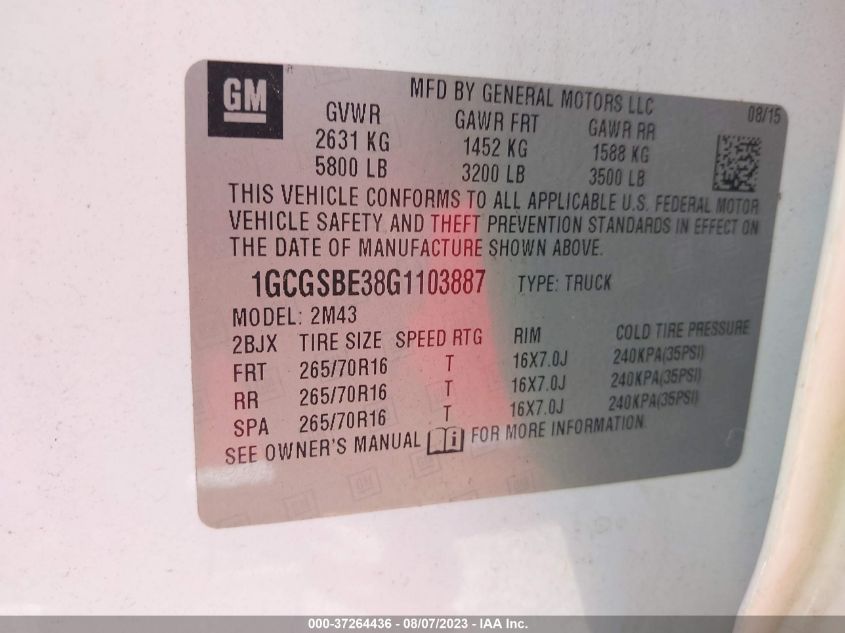 GM
MFD BY GENERAL MOTORS LLC
08/15
GVWR GAWR FRT GAWR RR
2631 KG 1452 KG 1588 KG
5800 LB 3200 LB 3500 LB
THIS VEHICLE CONFORMS TO ALL APPLICABLE U.S. FEDERAL MOTOR
VEHICLE SAFETY AND THEFT PREVENTION STANDARDS IN EFFECT ON
THE DATE OF MANUFACTURE SHOWN ABOVE.
1GCGSBE38G1103887 TYPE: TRUCK
MODEL: 2M43
2BJX TIRE SIZE SPEED RTG RIM COLD TIRE PRESSURE
FRT 265/70R16 T 16X7.0J 240KPA(35PSI)
RR 265/70R16 T 16X7.0J 240KPA(35PSI)
SPA 265/70R16 T 16X7.0J 240KPA(35PSI)
SEE OWNER'S MANUAL i FOR MORE INFORMATION.
000-37264436 - 08/07/2023 - IAA Inc.